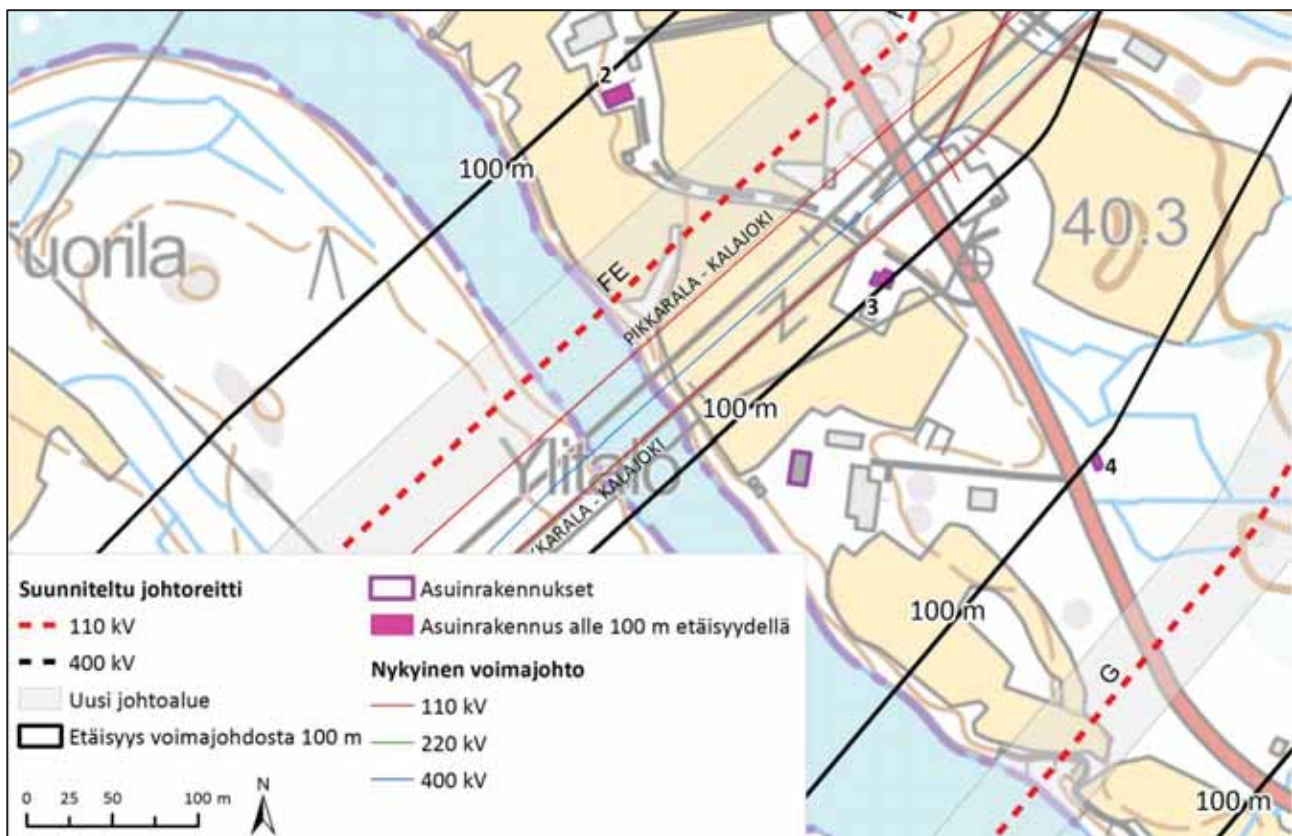 2
100 m
40.3
uorila
FE
PIKKARALA - KALAJOKI
3
100 m
Ylitalo
KKARALA - KALAJOKI
4
100 m
G
100 m
Suunniteltu johtoreitti
110 kV
400 kV
Uusi johtoalue
Etäisyys voimajohdosta 100 m
0 25 50 100 m
N
Asuinrakennukset
Asuinrakennus alle 100 m etäisyydellä
Nykyinen voimajohto
110 kV
220 kV
400 kV